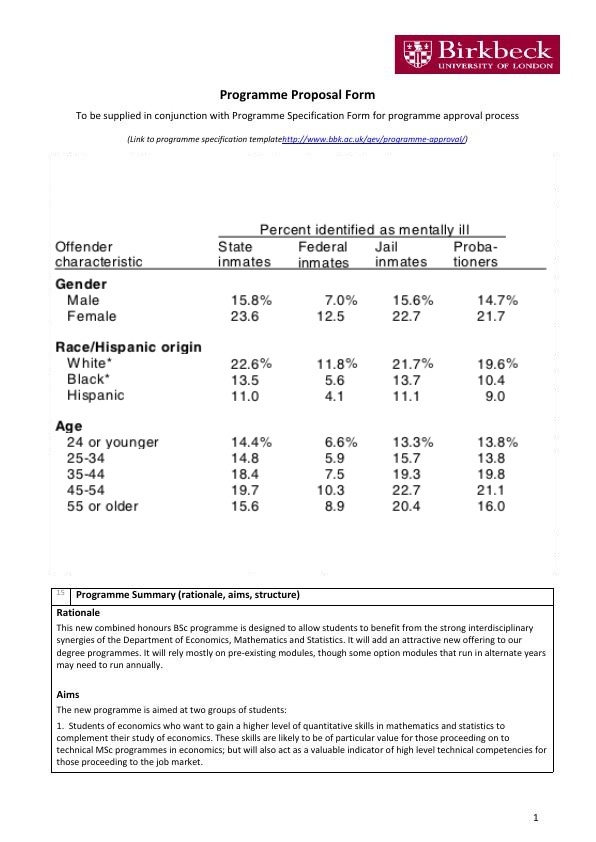 Birkbeck
UNIVERSITY OF LONDON
Programme Proposal Form
To be supplied in conjunction with Programme Specification Form for programme approval process
(Link to programme specification templatehttp://www.bbk.ac.uk/qev/programme-approval/)
Percent identified as mentally ill
Offender characteristic State inmates Federal inmates Jail inmates Proba-tioners
Gender
Male 15.8% 7.0% 15.6% 14.7%
Female 23.6 12.5 22.7 21.7
Race/Hispanic origin
White* 22.6% 11.8% 21.7% 19.6%
Black* 13.5 5.6 13.7 10.4
Hispanic 11.0 4.1 11.1 9.0
Age
24 or younger 14.4% 6.6% 13.3% 13.8%
25-34 14.8 5.9 15.7 13.8
35-44 18.4 7.5 19.3 19.8
45-54 19.7 10.3 22.7 21.1
55 or older 15.6 8.9 20.4 16.0
15 Programme Summary (rationale, aims, structure)
Rationale
This new combined honours BSc programme is designed to allow students to benefit from the strong interdisciplinary
synergies of the Department of Economics, Mathematics and Statistics. It will add an attractive new offering to our
degree programmes. It will rely mostly on pre-existing modules, though some option modules that run in alternate years
may need to run annually.
Aims
The new programme is aimed at two groups of students:
1. Students of economics who want to gain a higher level of quantitative skills in mathematics and statistics to
complement their study of economics. These skills are likely to be of particular value for those proceeding on to
technical MSc programmes in economics; but will also act as a valuable indicator of high level technical competencies for
those proceeding to the job market.
1